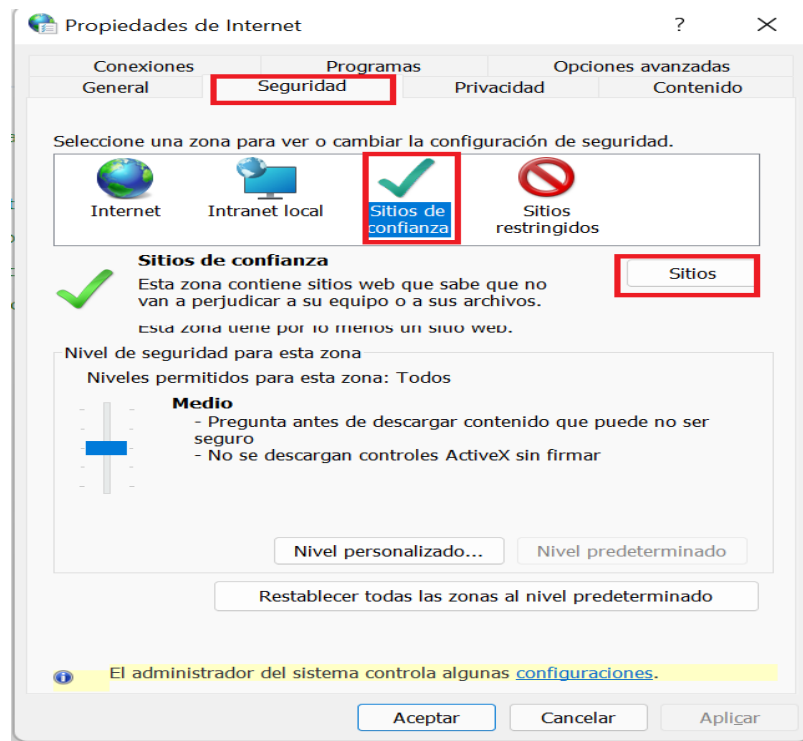 Propiedades de Internet
?
Conexiones Programas Opciones avanzadas
General Seguridad Privacidad Contenido
Seleccione una zona para ver o cambiar la configuración de seguridad.
Internet Intranet local Sitios de confianza Sitios restringidos
Sitios de confianza
Sitios
Esta zona contiene sitios web que sabe que no
van a perjudicar a su equipo o a sus archivos.
Esta zona tiene por lo menos un sitio web.
Nivel de seguridad para esta zona
Niveles permitidos para esta zona: Todos
Medio
- Pregunta antes de descargar contenido que puede no ser
seguro
- No se descargan controles ActiveX sin firmar
Nivel personalizado... Nivel predeterminado
Restablecer todas las zonas al nivel predeterminado
El administrador del sistema controla algunas configuraciones.
Aceptar Cancelar Aplicar